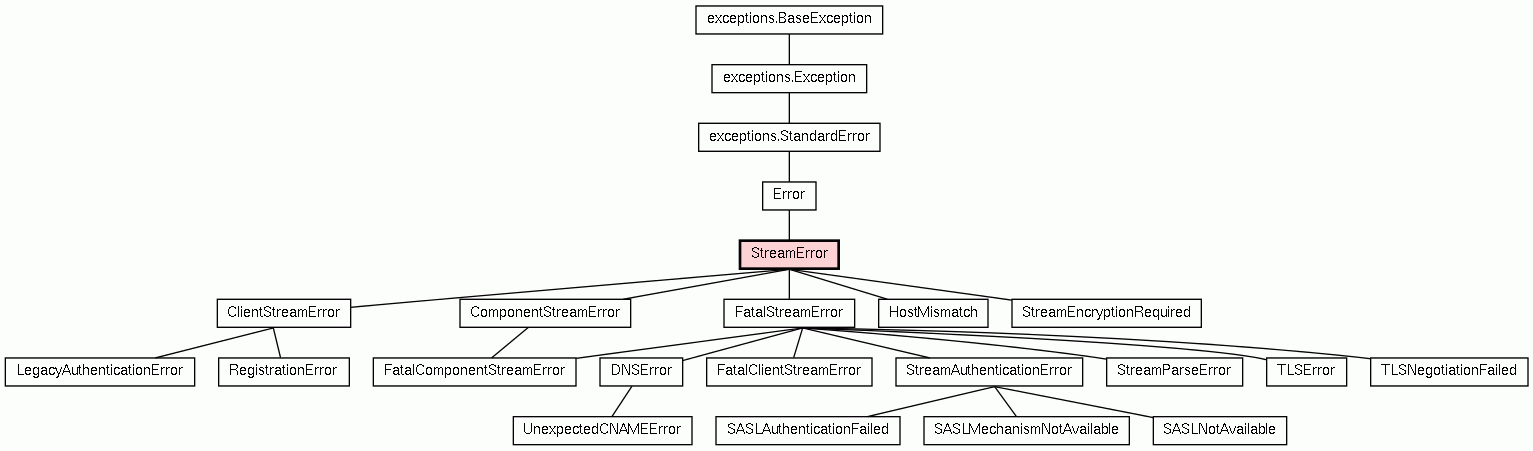 exceptions.BaseException
exceptions.Exception
exceptions.StandardError
Error
StreamError
ClientStreamError
ComponentStreamError
FatalStreamError
HostMismatch
StreamEncryptionRequired
LegacyAuthenticationError
RegistrationError
FatalComponentStreamError
DNSError
FatalClientStreamError
StreamAuthenticationError
StreamParseError
TLSError
TLSNegotiationFailed
UnexpectedCNAMEError
SASLAuthenticationFailed
SASLMechanismNotAvailable
SASLNotAvailable